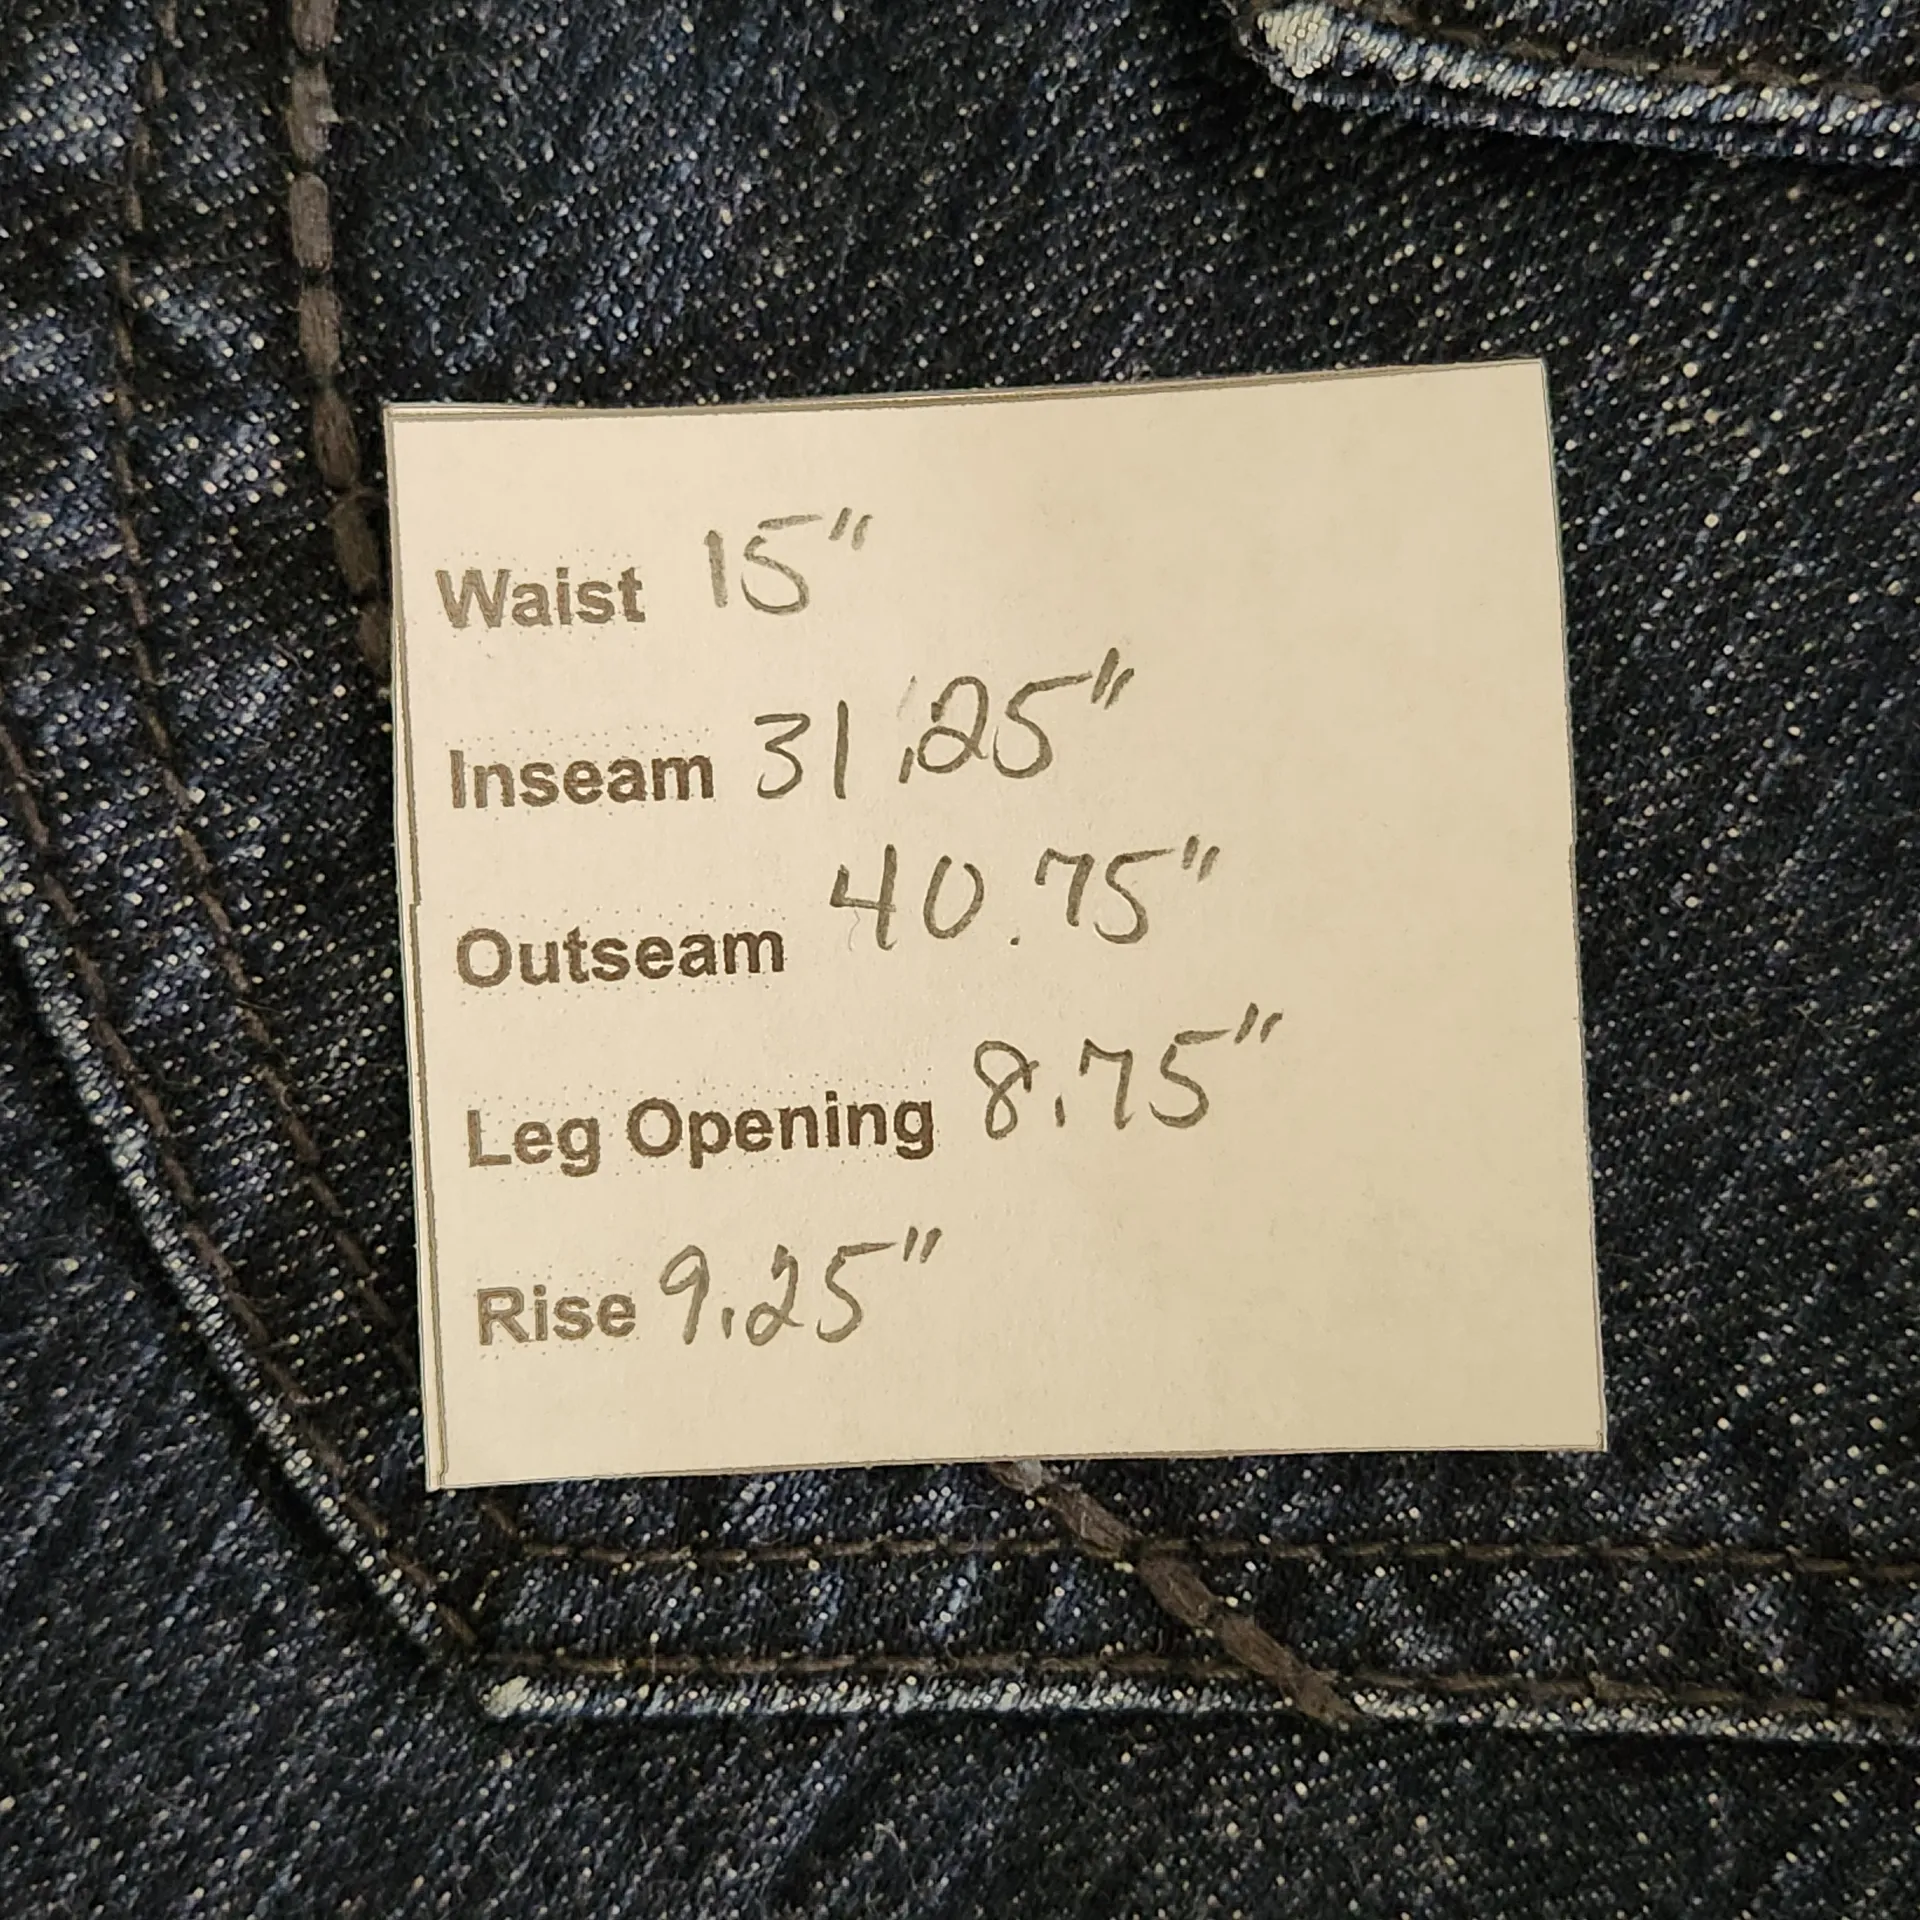 Waist 15"
Inseam 31.25"
Outseam 40.75"
Leg Opening 8.75"
Rise 9.25"